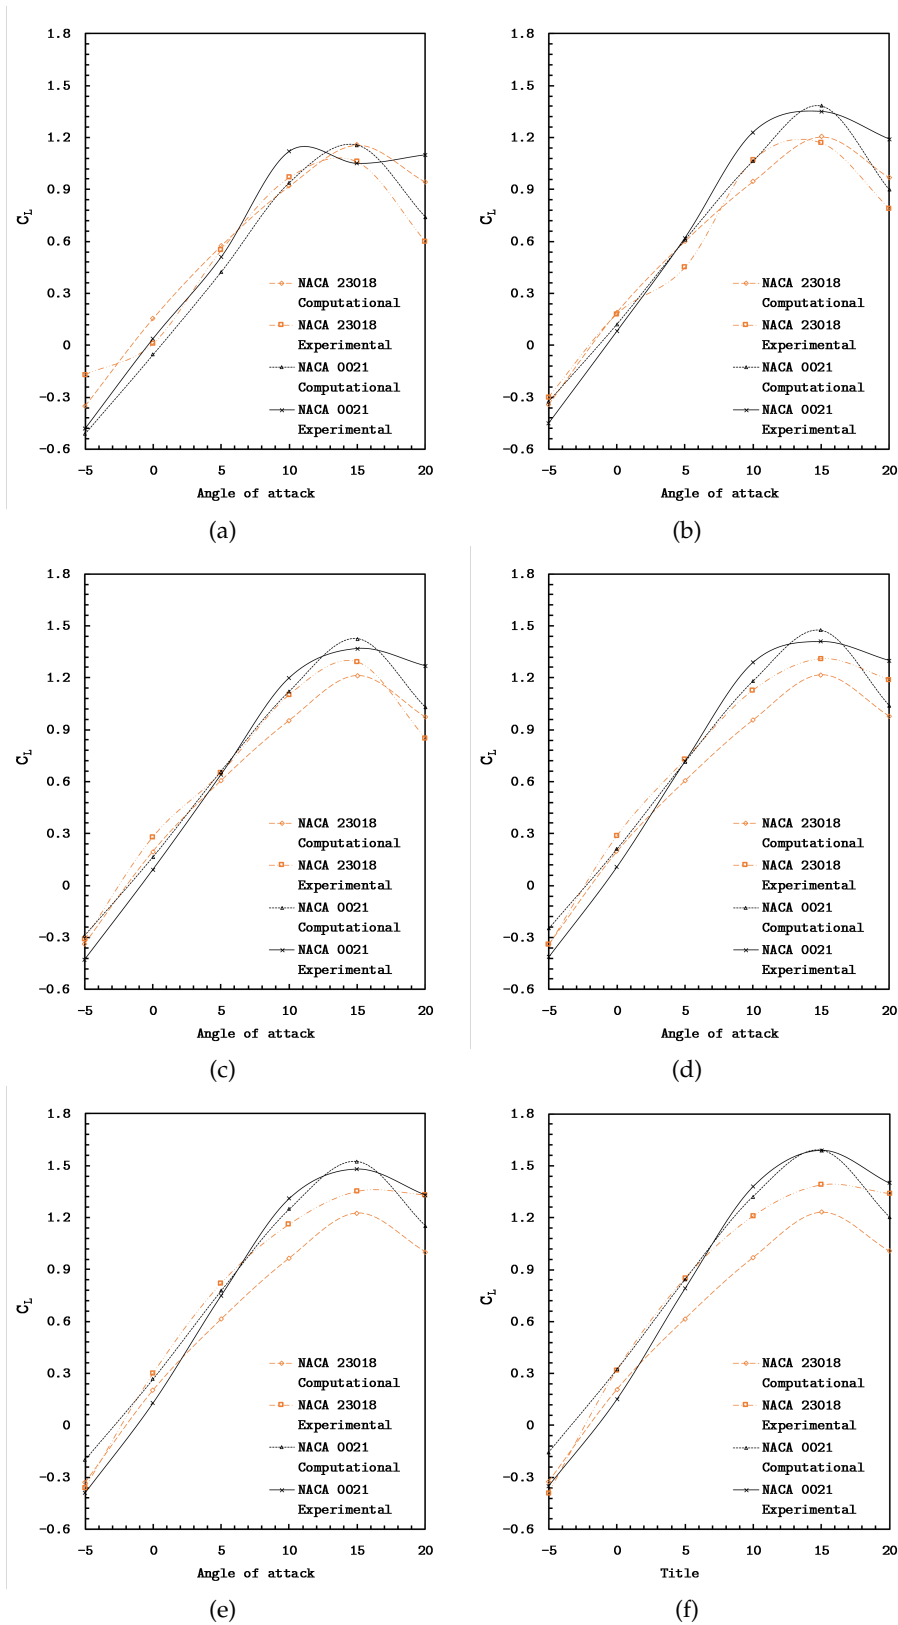 1.8
1.5
1.2
0.9
0.6
0.3
0
-0.3
-0.6
C_L
-5 0 5 10 15 20
Angle of attack
NACA 23018
Computational
NACA 23018
Experimental
NACA 0021
Computational
NACA 0021
Experimental
(a)
1.8
1.5
1.2
0.9
0.6
0.3
0
-0.3
-0.6
C_L
-5 0 5 10 15 20
Angle of attack
NACA 23018
Computational
NACA 23018
Experimental
NACA 0021
Computational
NACA 0021
Experimental
(b)
1.8
1.5
1.2
0.9
0.6
0.3
0
-0.3
-0.6
C_L
-5 0 5 10 15 20
Angle of attack
NACA 23018
Computational
NACA 23018
Experimental
NACA 0021
Computational
NACA 0021
Experimental
(c)
1.8
1.5
1.2
0.9
0.6
0.3
0
-0.3
-0.6
C_L
-5 0 5 10 15 20
Angle of attack
NACA 23018
Computational
NACA 23018
Experimental
NACA 0021
Computational
NACA 0021
Experimental
(d)
1.8
1.5
1.2
0.9
0.6
0.3
0
-0.3
-0.6
C_L
-5 0 5 10 15 20
Angle of attack
NACA 23018
Computational
NACA 23018
Experimental
NACA 0021
Computational
NACA 0021
Experimental
(e)
1.8
1.5
1.2
0.9
0.6
0.3
0
-0.3
-0.6
C_L
-5 0 5 10 15 20
Title
NACA 23018
Computational
NACA 23018
Experimental
NACA 0021
Computational
NACA 0021
Experimental
(f)